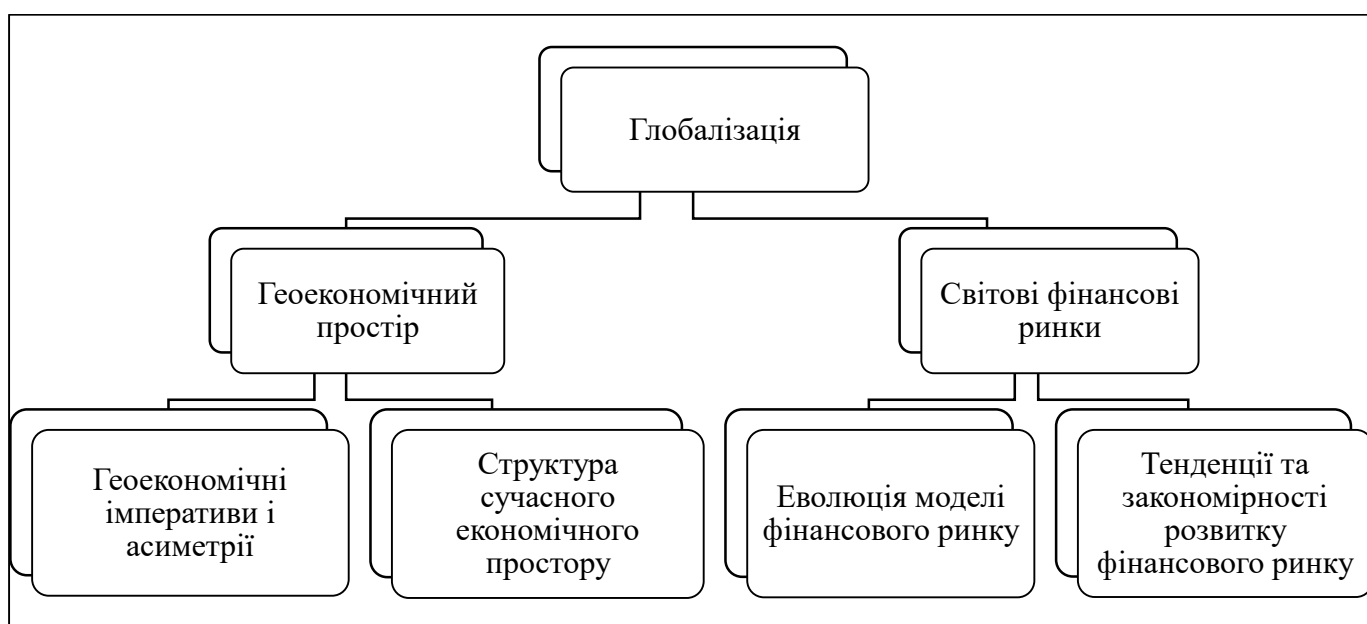 Глобалізація
Геоекономічний
простір
Світові фінансові
ринки
Геоекономічні
імперативи і
асиметрії
Структура
сучасного
економічного
простору
Еволюція моделі
фінансового ринку
Тенденції та
закономірності
розвитку
фінансового ринку